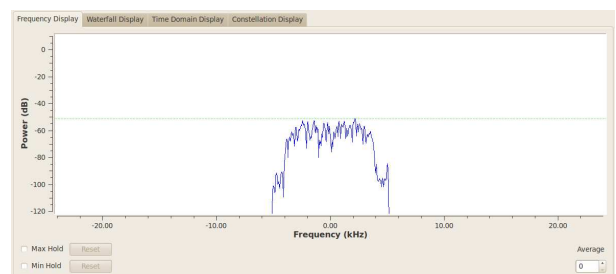 Frequency Display Waterfall Display Time Domain Display Constellation Display
0
-20
-40
-60
-80
-100
-120
Power (dB)
-20.00 -10.00 0.00 10.00 20.00
Frequency (kHz)
Max Hold Reset Average
Min Hold Reset 0